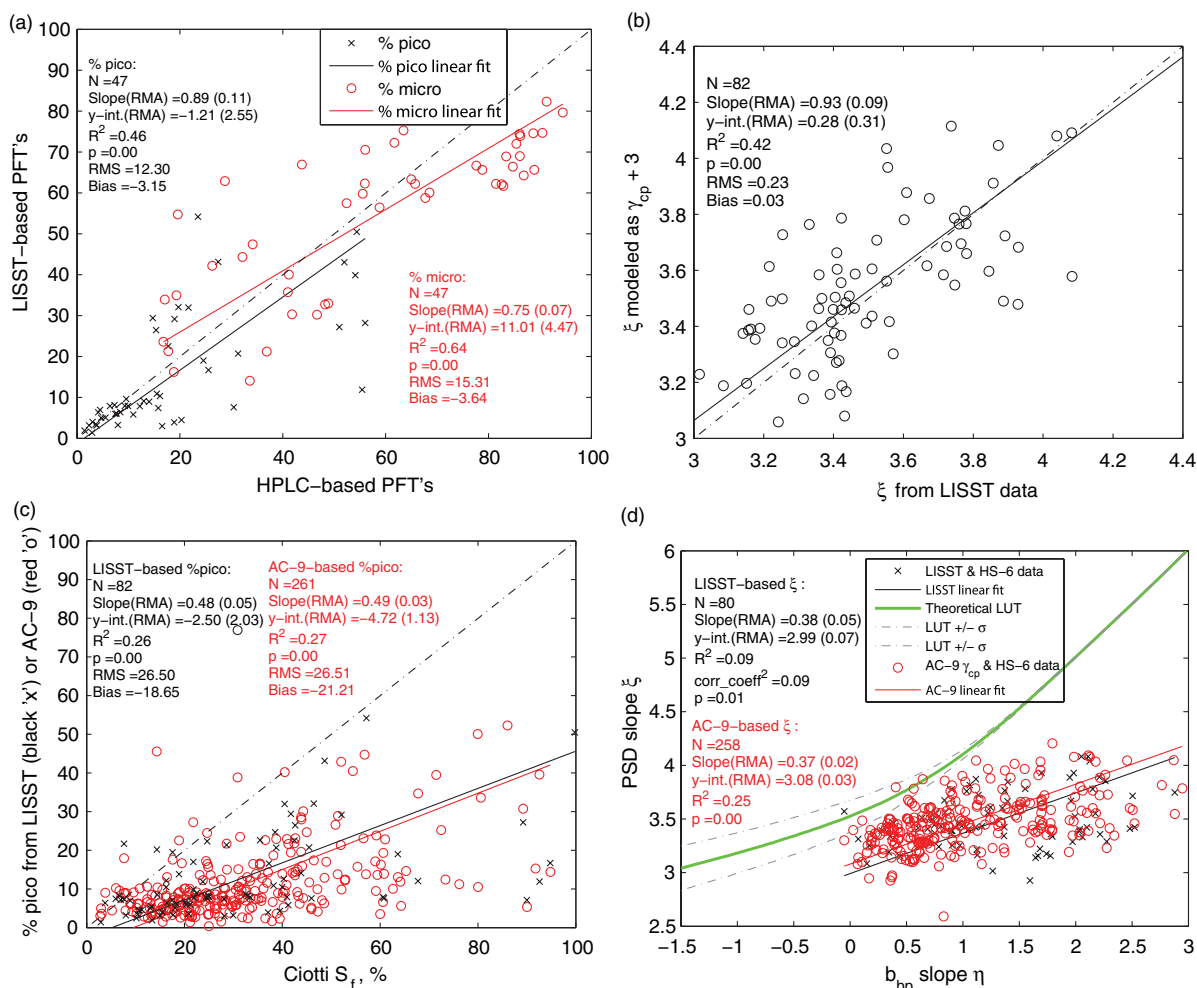 (a)
LISST-based PFT's
100
90
80
70
60
50
40
30
20
10
0
% pico:
N =47
Slope(RMA) =0.89 (0.11)
y-int.(RMA) =-1.21 (2.55)
R² =0.46
p =0.00
RMS =12.30
Bias =-3.15
% pico
% pico linear fit
% micro
% micro linear fit
% micro:
N =47
Slope(RMA) =0.75 (0.07)
y-int.(RMA) =11.01 (4.47)
R² =0.64
p =0.00
RMS =15.31
Bias =-3.64
0 20 40 60 80 100
HPLC-based PFT's
(b)
ξ modeled as γcp + 3
4.4
4.2
4
3.8
3.6
3.4
3.2
3
N =82
Slope(RMA) =0.93 (0.09)
y-int.(RMA) =0.28 (0.31)
R² =0.42
p =0.00
RMS =0.23
Bias =0.03
3 3.2 3.4 3.6 3.8 4 4.2 4.4
ξ from LISST data
(c)
% pico from LISST (black 'x') or AC-9 (red 'o')
100
90
80
70
60
50
40
30
20
10
0
LISST-based %pico:
N =82
Slope(RMA) =0.48 (0.05)
y-int.(RMA) =-2.50 (2.03)
R² =0.26
p =0.00
RMS =26.50
Bias =-18.65
AC-9-based %pico:
N =261
Slope(RMA) =0.49 (0.03)
y-int.(RMA) =-4.72 (1.13)
R² =0.27
p =0.00
RMS =26.51
Bias =-21.21
0 20 40 60 80 100
Ciotti Sf , %
(d)
PSD slope ξ
6
5.5
5
4.5
4
3.5
3
2.5
LISST-based ξ :
N =80
Slope(RMA) =0.38 (0.05)
y-int.(RMA) =2.99 (0.07)
R² =0.09
corr_coeff² =0.09
p =0.01
AC-9-based ξ :
N =258
Slope(RMA) =0.37 (0.02)
y-int.(RMA) =3.08 (0.03)
R² =0.25
p =0.00
LISST & HS-6 data
LISST linear fit
Theoretical LUT
LUT +/- σ
LUT +/- σ
AC-9 γcp & HS-6 data
AC-9 linear fit
-1.5 -1 -0.5 0 0.5 1 1.5 2 2.5 3
bbp slope η